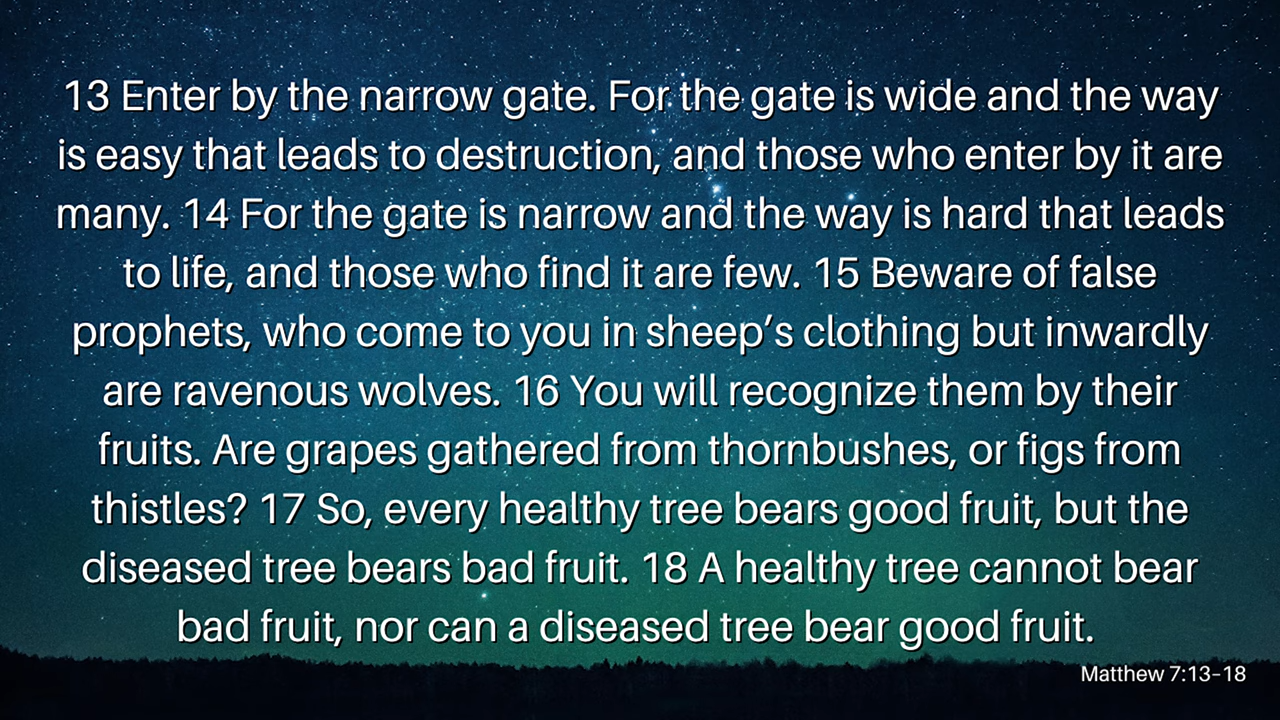 13 Enter by the narrow gate. For the gate is wide and the way
is easy that leads to destruction, and those who enter by it are
many. 14 For the gate is narrow and the way is hard that leads
to life, and those who find it are few. 15 Beware of false
prophets, who come to you in sheep’s clothing but inwardly
are ravenous wolves. 16 You will recognize them by their
fruits. Are grapes gathered from thornbushes, or figs from
thistles? 17 So, every healthy tree bears good fruit, but the
diseased tree bears bad fruit. 18 A healthy tree cannot bear
bad fruit, nor can a diseased tree bear good fruit.
Matthew 7:13–18